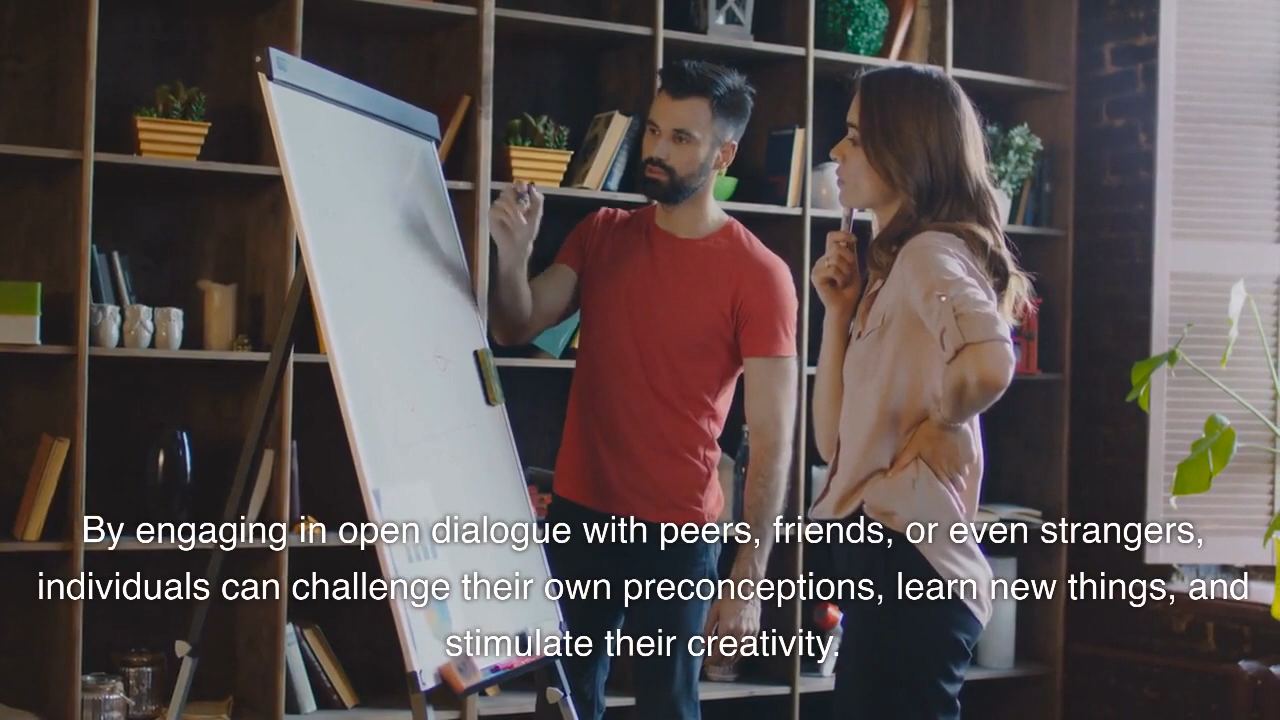 By engaging in open dialogue with peers, friends, or even strangers,
individuals can challenge their own preconceptions, learn new things, and
stimulate their creativity.